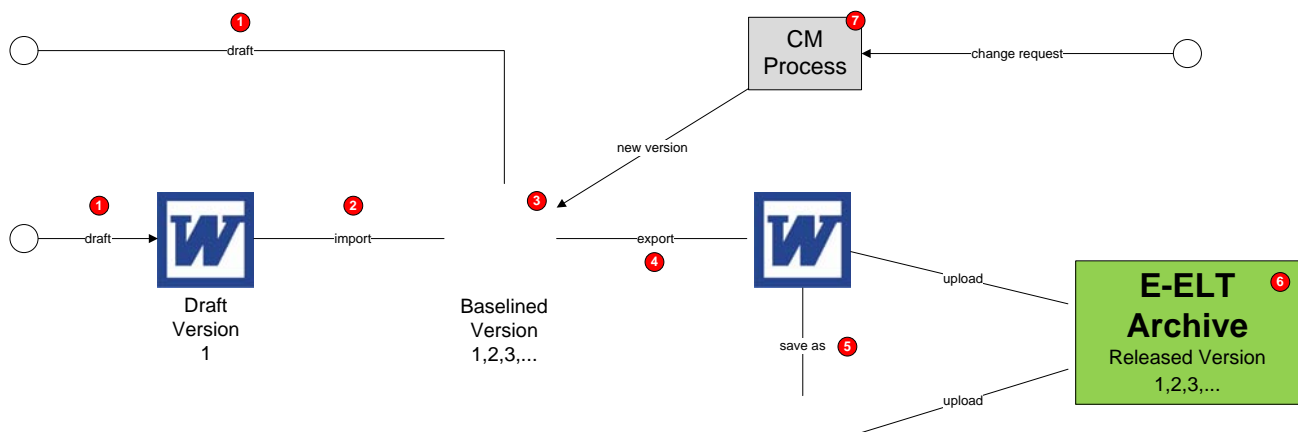 1
draft
CM
Process
7
change request
new version
1
draft
W
2
import
3
export
4
W
Draft
Version
1
Baselined
Version
1,2,3,...
upload
E-ELT
Archive
6
Released Version
1,2,3,...
save as
5
upload